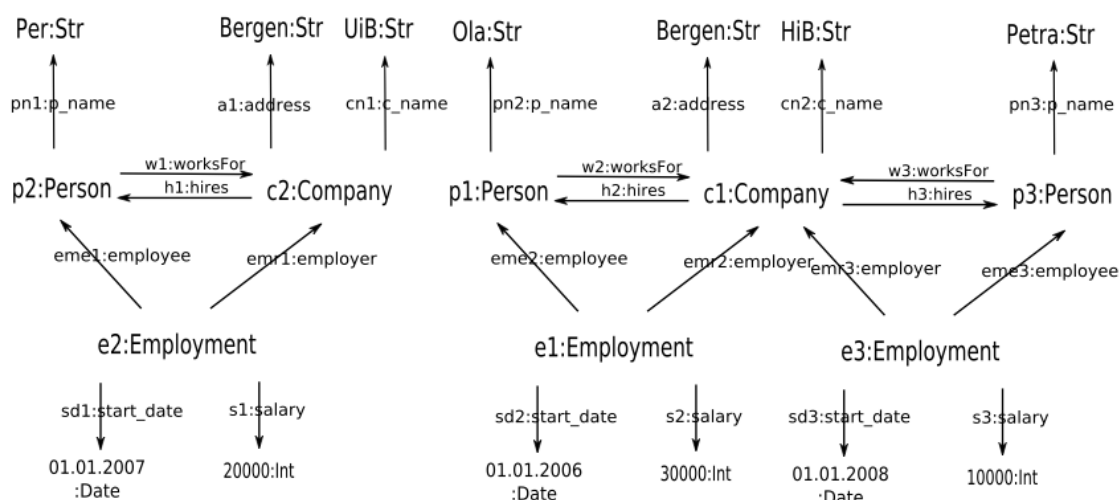 Per:Str
Bergen:Str
UiB:Str
Ola:Str
Bergen:Str
HiB:Str
Petra:Str
pn1:p_name
a1:address
cn1:c_name
pn2:p_name
a2:address
cn2:c_name
pn3:p_name
w1:worksFor
w2:worksFor
w3:worksFor
p2:Person
h1:hires
c2:Company
p1:Person
h2:hires
c1:Company
h3:hires
p3:Person
eme1:employee
emr1:employer
eme2:employee
emr2:employer
emr3:employer
eme3:employee
e2:Employment
e1:Employment
e3:Employment
sd1:start_date
s1:salary
sd2:start_date
s2:salary
sd3:start_date
s3:salary
01.01.2007
:Date
20000:Int
01.01.2006
:Date
30000:Int
01.01.2008
:Date
10000:Int